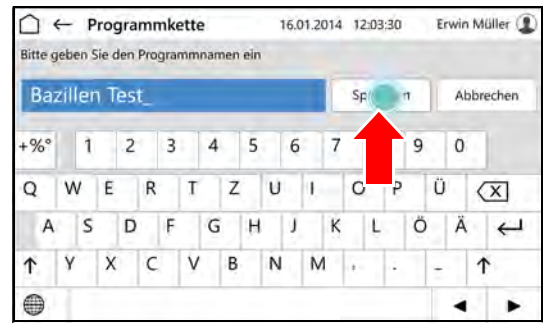 Programmkette 16.01.2014 12:03:30 Erwin Müller
Bitte geben Sie den Programmnamen ein
Bazillen Test_ Abbrechen
+%° 1 2 3 4 5 6 7 9 0
Q W E R T Z U I O P Ü
A S D F G H J K L Ö Ä
Y X C V B N M , . -